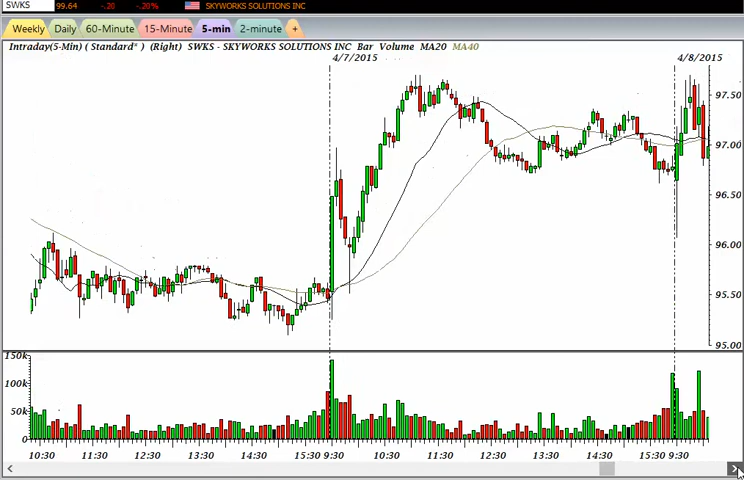 SWKS 99.64 -.20 -.20% SKYWORKS SOLUTIONS INC
Weekly Daily 60-Minute 15-Minute 5-min 2-minute +
Intraday(5-Min) ( Standard* ) (Right) SWKS - SKYWORKS SOLUTIONS INC Bar Volume MA20 MA40
4/7/2015 4/8/2015
97.50
97.00
96.50
96.00
95.50
95.00
150k
100k
50k
0
10:30 11:30 12:30 13:30 14:30 15:30 9:30 10:30 11:30 12:30 13:30 14:30 15:30 9:30